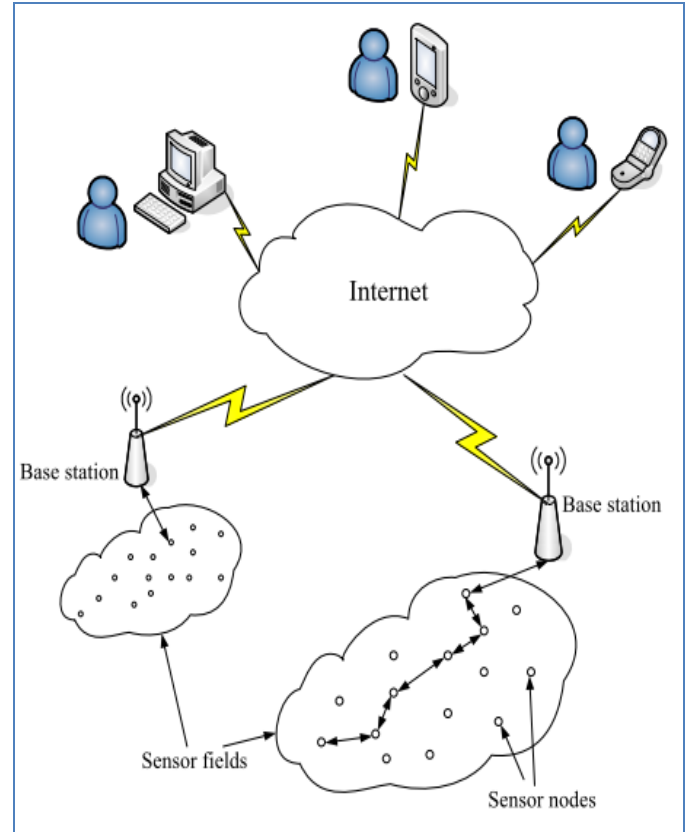 Internet
Base station
Base station
Sensor fields
Sensor nodes